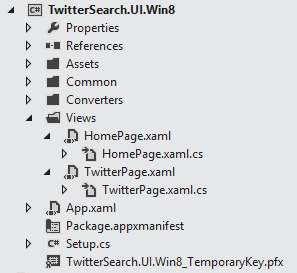 TwitterSearch.UI.Win8
Properties
References
Assets
Common
Converters
Views
HomePage.xaml
HomePage.xaml.cs
TwitterPage.xaml
TwitterPage.xaml.cs
App.xaml
Package.appxmanifest
Setup.cs
TwitterSearch.UI.Win8_TemporaryKey.pfx